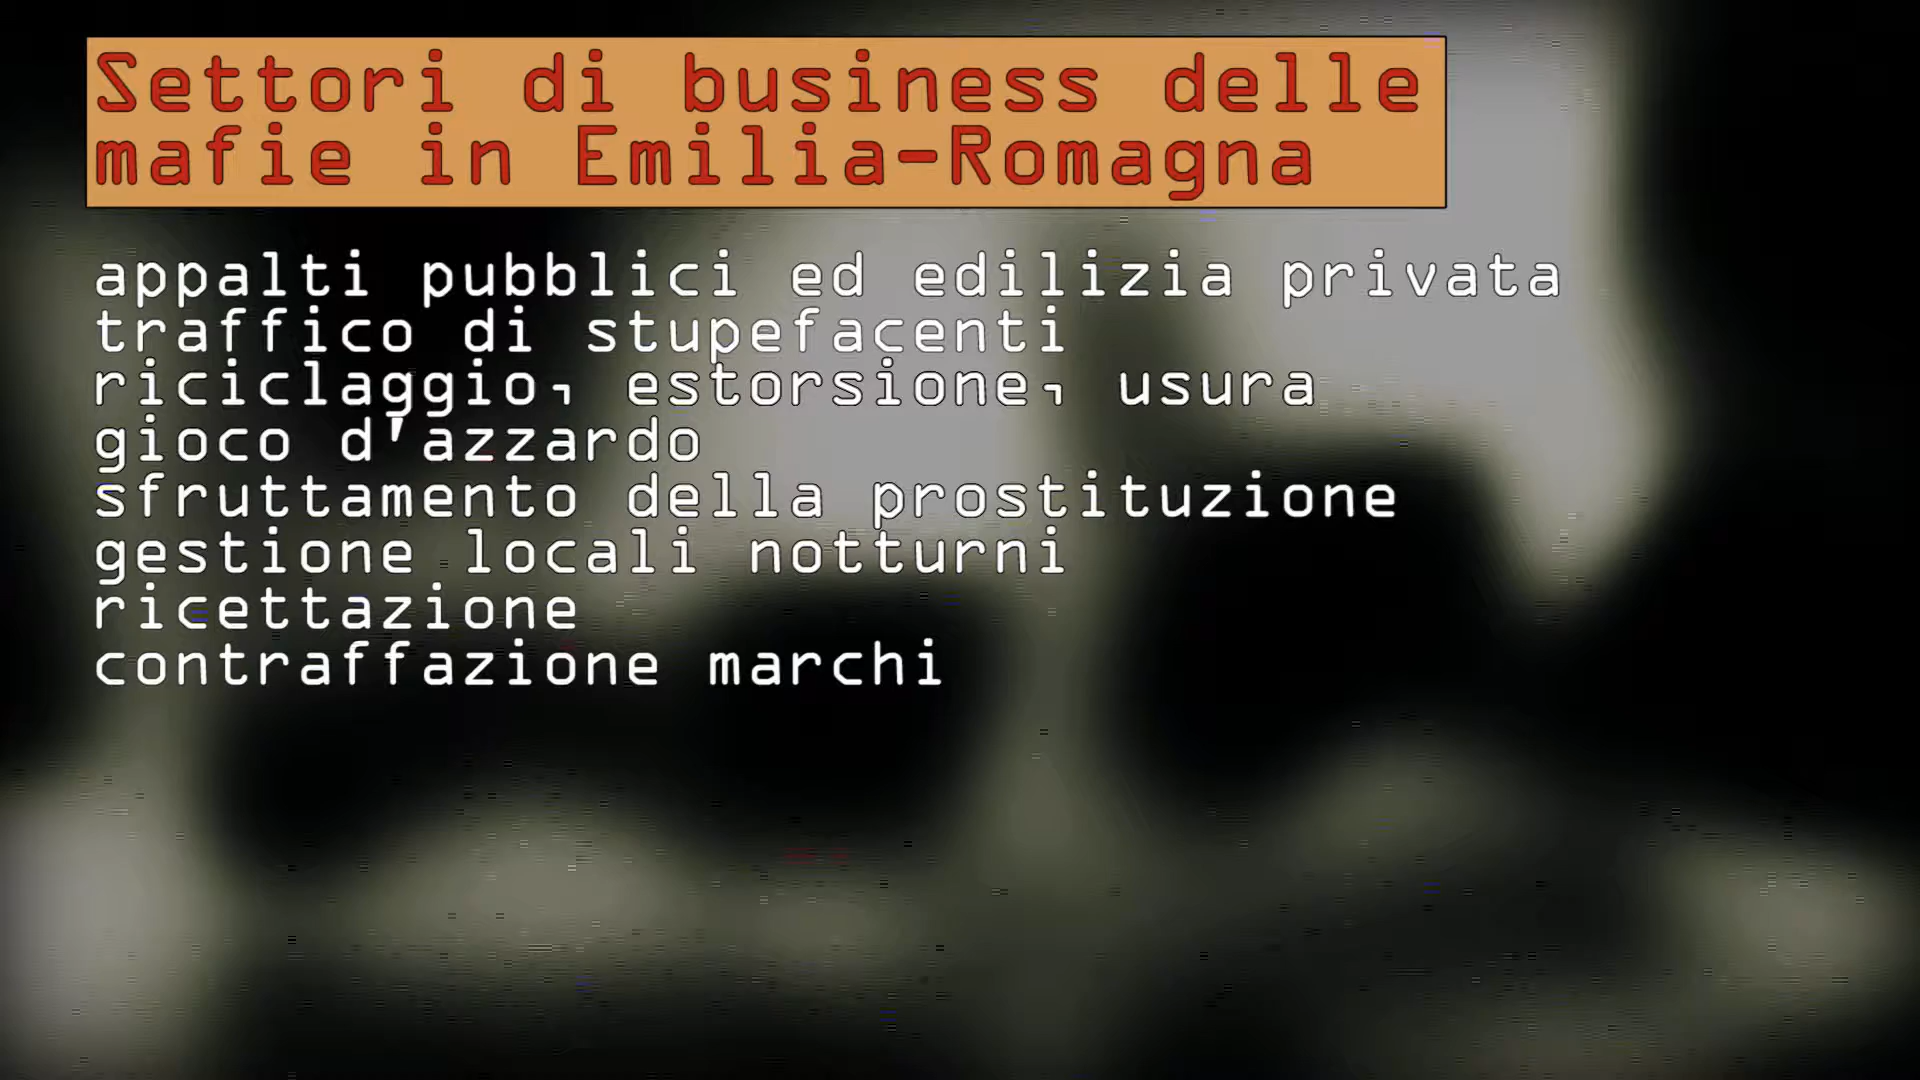 Settori di business delle
mafie in Emilia-Romagna
appalti pubblici ed edilizia privata
traffico di stupefacenti
riciclaggio, estorsione, usura
gioco d'azzardo
sfruttamento della prostituzione
gestione locali notturni
ricettazione
contraffazione marchi